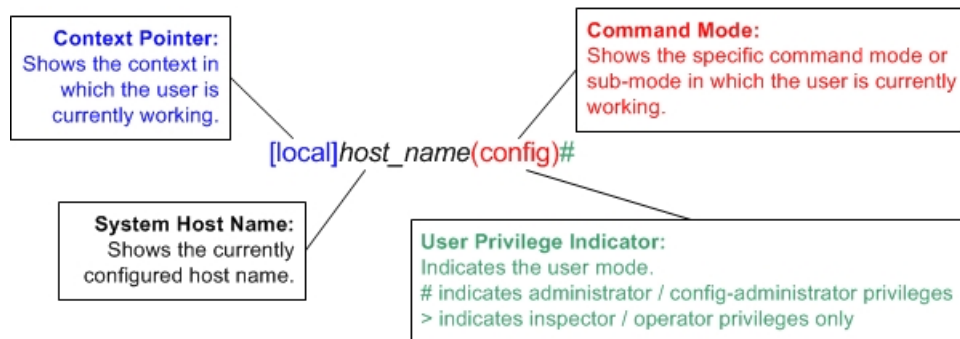 Context Pointer:
Shows the context in
which the user is
currently working.
Command Mode:
Shows the specific command mode or
sub-mode in which the user is currently
working.
[local]host_name(config)#
System Host Name:
Shows the currently
configured host name.
User Privilege Indicator:
Indicates the user mode.
# indicates administrator / config-administrator privileges
> indicates inspector / operator privileges only